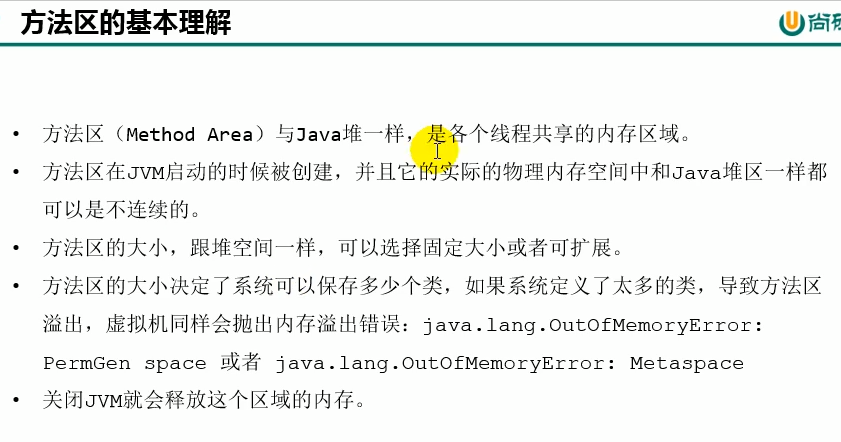 方法区的基本理解
尚硅
• 方法区（Method Area）与Java堆一样，是各个线程共享的内存区域。
• 方法区在JVM启动的时候被创建，并且它的实际的物理内存空间中和Java堆区一样都
可以是不连续的。
• 方法区的大小，跟堆空间一样，可以选择固定大小或者可扩展。
• 方法区的大小决定了系统可以保存多少个类，如果系统定义了太多的类，导致方法区
溢出，虚拟机同样会抛出内存溢出错误：java.lang.OutOfMemoryError:
PermGen space 或者 java.lang.OutOfMemoryError: Metaspace
• 关闭JVM就会释放这个区域的内存。